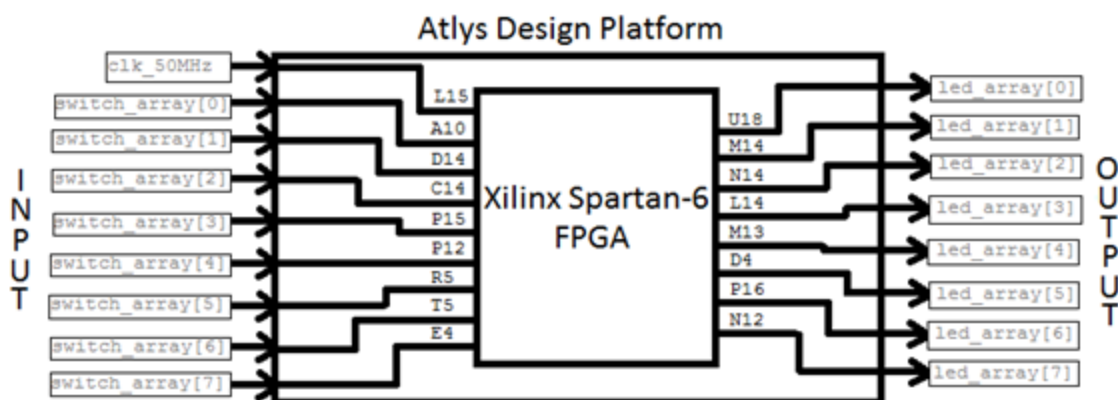 Atlys Design Platform
INPUT
clk_50MHz
switch_array[0]
switch_array[1]
switch_array[2]
switch_array[3]
switch_array[4]
switch_array[5]
switch_array[6]
switch_array[7]
L15
A10
D14
C14
P15
P12
R5
T5
E4
Xilinx Spartan-6
FPGA
U18
M14
N14
L14
M13
D4
P16
N12
led_array[0]
led_array[1]
led_array[2]
led_array[3]
led_array[4]
led_array[5]
led_array[6]
led_array[7]
OUTPUT